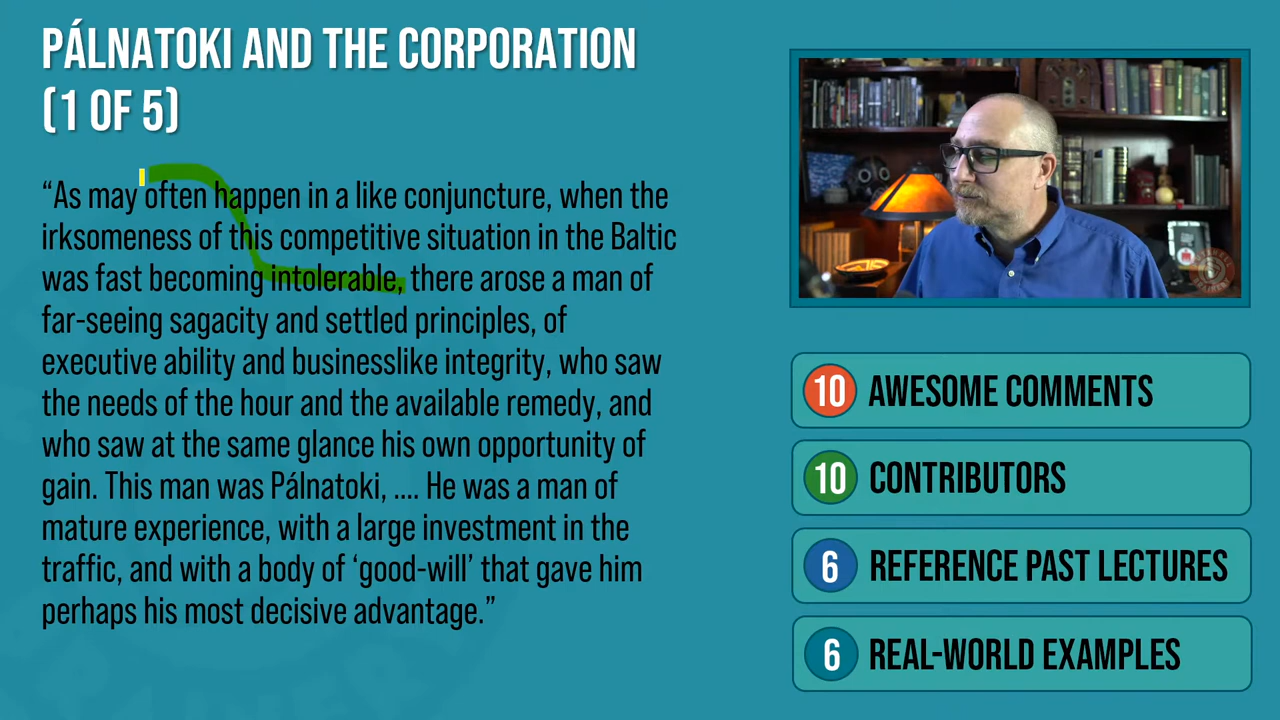 PÁLNATOKI AND THE CORPORATION
(1 OF 5)
“As may often happen in a like conjuncture, when the
irksomeness of this competitive situation in the Baltic
was fast becoming intolerable, there arose a man of
far-seeing sagacity and settled principles, of
executive ability and businesslike integrity, who saw
the needs of the hour and the available remedy, and
who saw at the same glance his own opportunity of
gain. This man was Pálnatoki, .... He was a man of
mature experience, with a large investment in the
traffic, and with a body of ‘good-will’ that gave him
perhaps his most decisive advantage.”
10 AWESOME COMMENTS
10 CONTRIBUTORS
6 REFERENCE PAST LECTURES
6 REAL-WORLD EXAMPLES